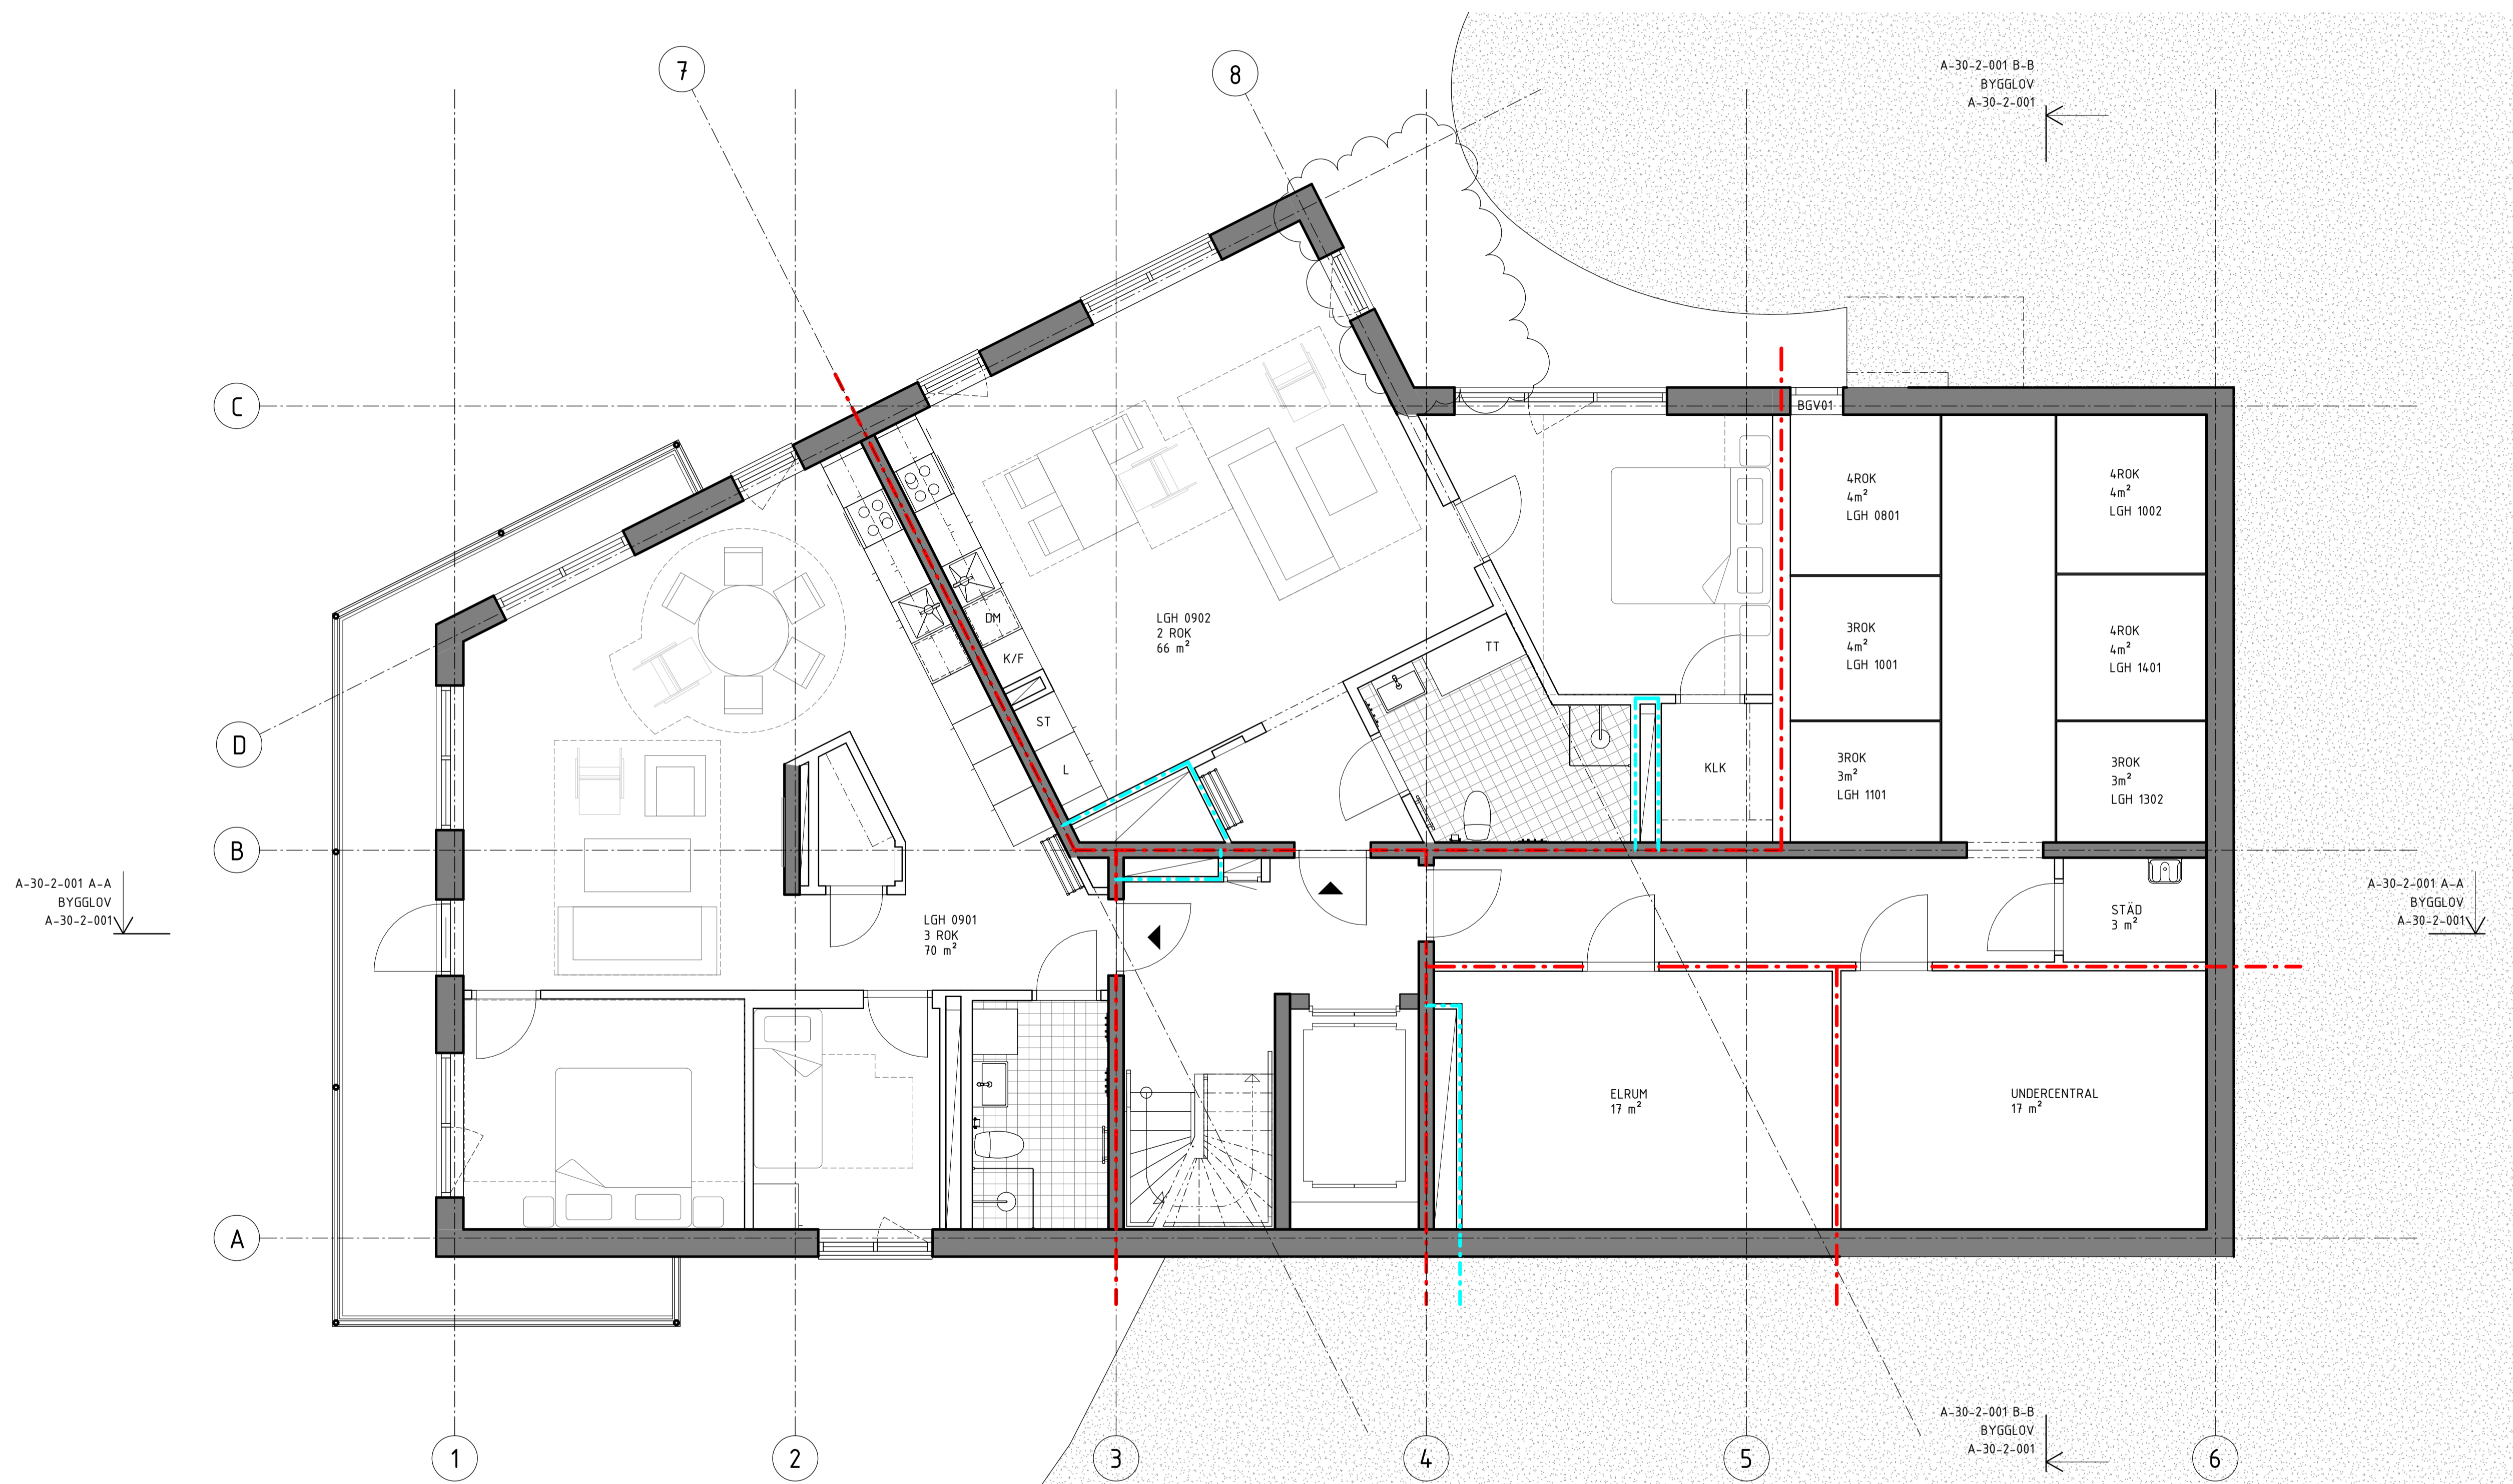 7
8
A-30-2-001 B-B
BYGGLOV
A-30-2-001
C
BGV01
4ROK
4m²
LGH 0801
4ROK
4m²
LGH 1002
LGH 0902
2 ROK
66 m²
DM
K/F
ST
L
TT
KLK
3ROK
4m²
LGH 1001
4ROK
4m²
LGH 1401
3ROK
3m²
LGH 1101
3ROK
3m²
LGH 1302
D
B
A-30-2-001 A-A
BYGGLOV
A-30-2-001
LGH 0901
3 ROK
70 m²
STÄD
3 m²
A-30-2-001 A-A
BYGGLOV
A-30-2-001
ELRUM
17 m²
UNDERCENTRAL
17 m²
A
A-30-2-001 B-B
BYGGLOV
A-30-2-001
1
2
3
4
5
6